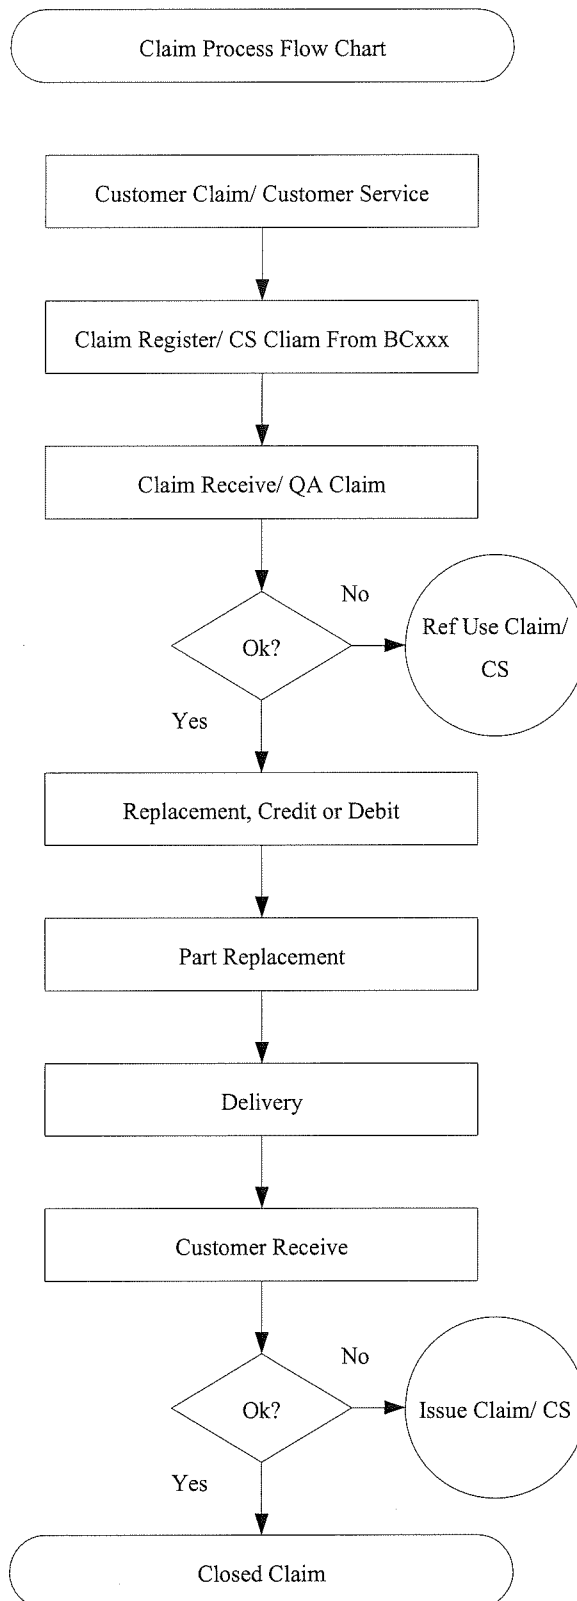 Claim Process Flow Chart
Customer Claim/ Customer Service
Claim Register/ CS Cliam From BCxxx
Claim Receive/ QA Claim
No
Ok?
Ref Use Claim/
CS
Yes
Replacement, Credit or Debit
Part Replacement
Delivery
Customer Receive
No
Ok?
Issue Claim/ CS
Yes
Closed Claim